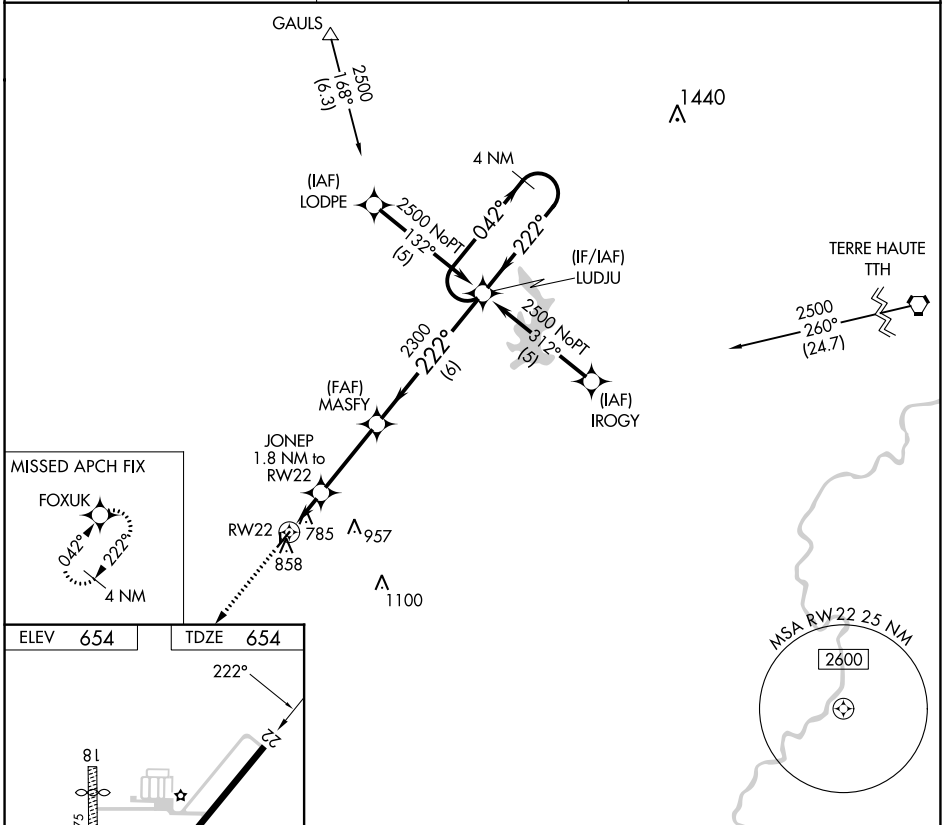 GAULS
2500
168°
(6.3)
1440
4 NM
(IAF)
LODPE
2500 NoPT
132°
(5)
042°
222°
(IF/IAF)
LUDJU
TERRE HAUTE
TTH
2500
260°
(24.7)
2500 NoPT
312°
(5)
2300
222°
(6)
(IAF)
IROGY
(FAF)
MASFY
JONEP
1.8 NM to
RW22
MISSED APCH FIX
FOXUK
042°
222°
4 NM
RW22
785
957
858
1100
ELEV 654
TDZE 654
222°
22
18
75
MSA RW22 25 NM
2600